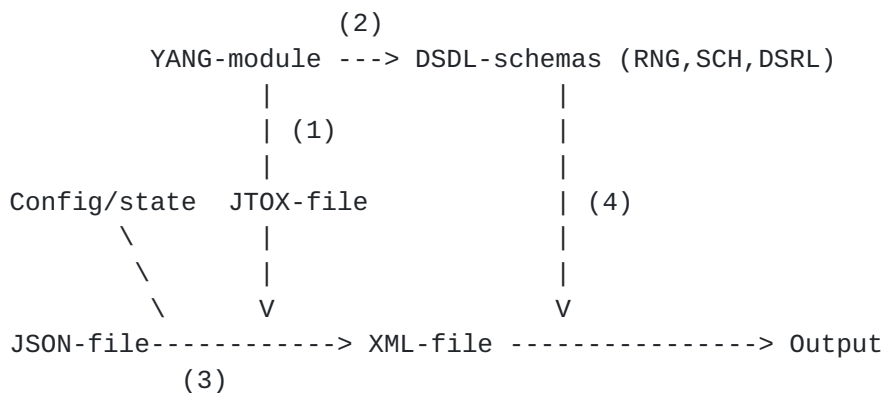 (2)
YANG-module ---> DSDL-schemas (RNG,SCH,DSRL)
| |
| (1) |
| |
Config/state JTOX-file | (4)
\ | |
\ | |
\ V V
JSON-file------------> XML-file ----------------> Output
(3)